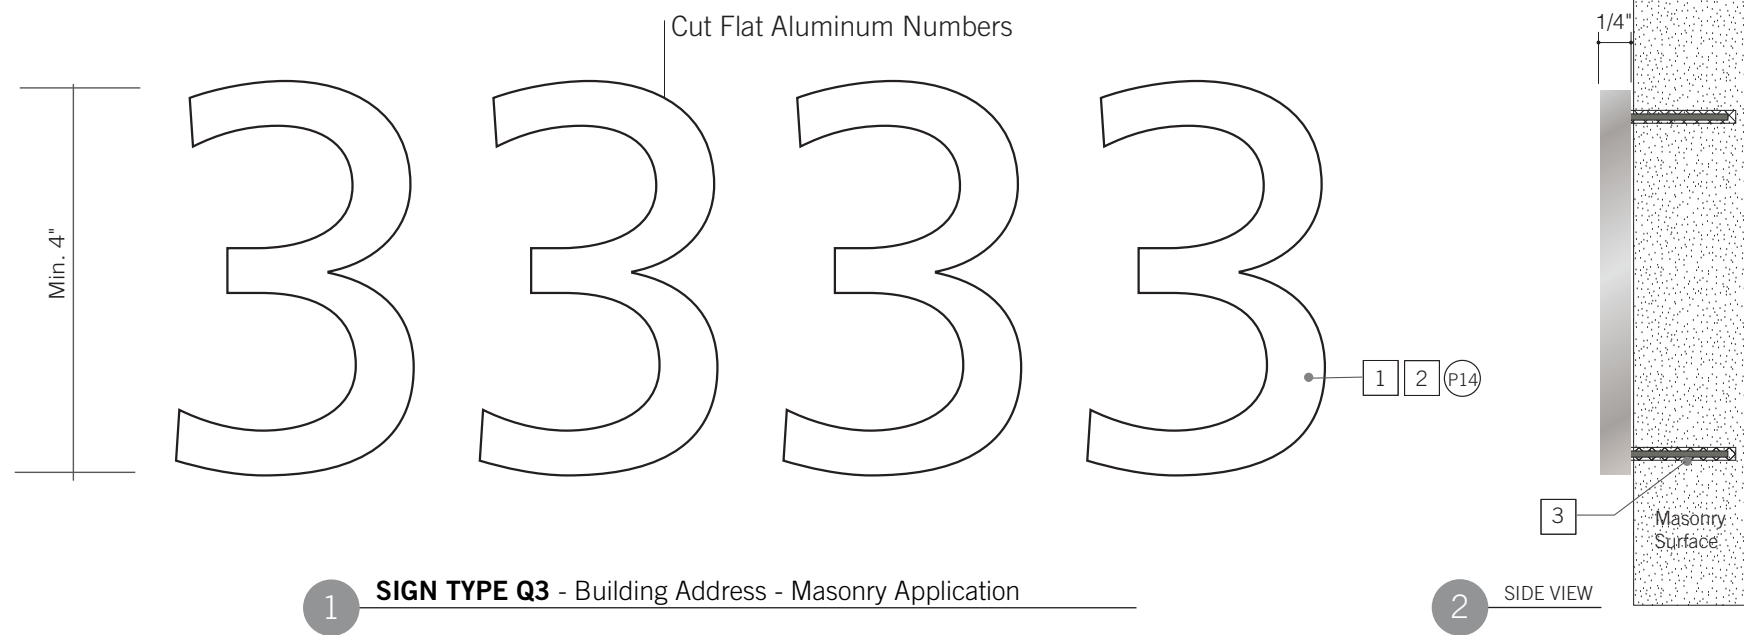 Cut Flat Aluminum Numbers
1/4"
Min. 4"
3333
1 2 P14
3
Masonry
Surface
1 SIGN TYPE Q3 - Building Address - Masonry Application
2 SIDE VIEW